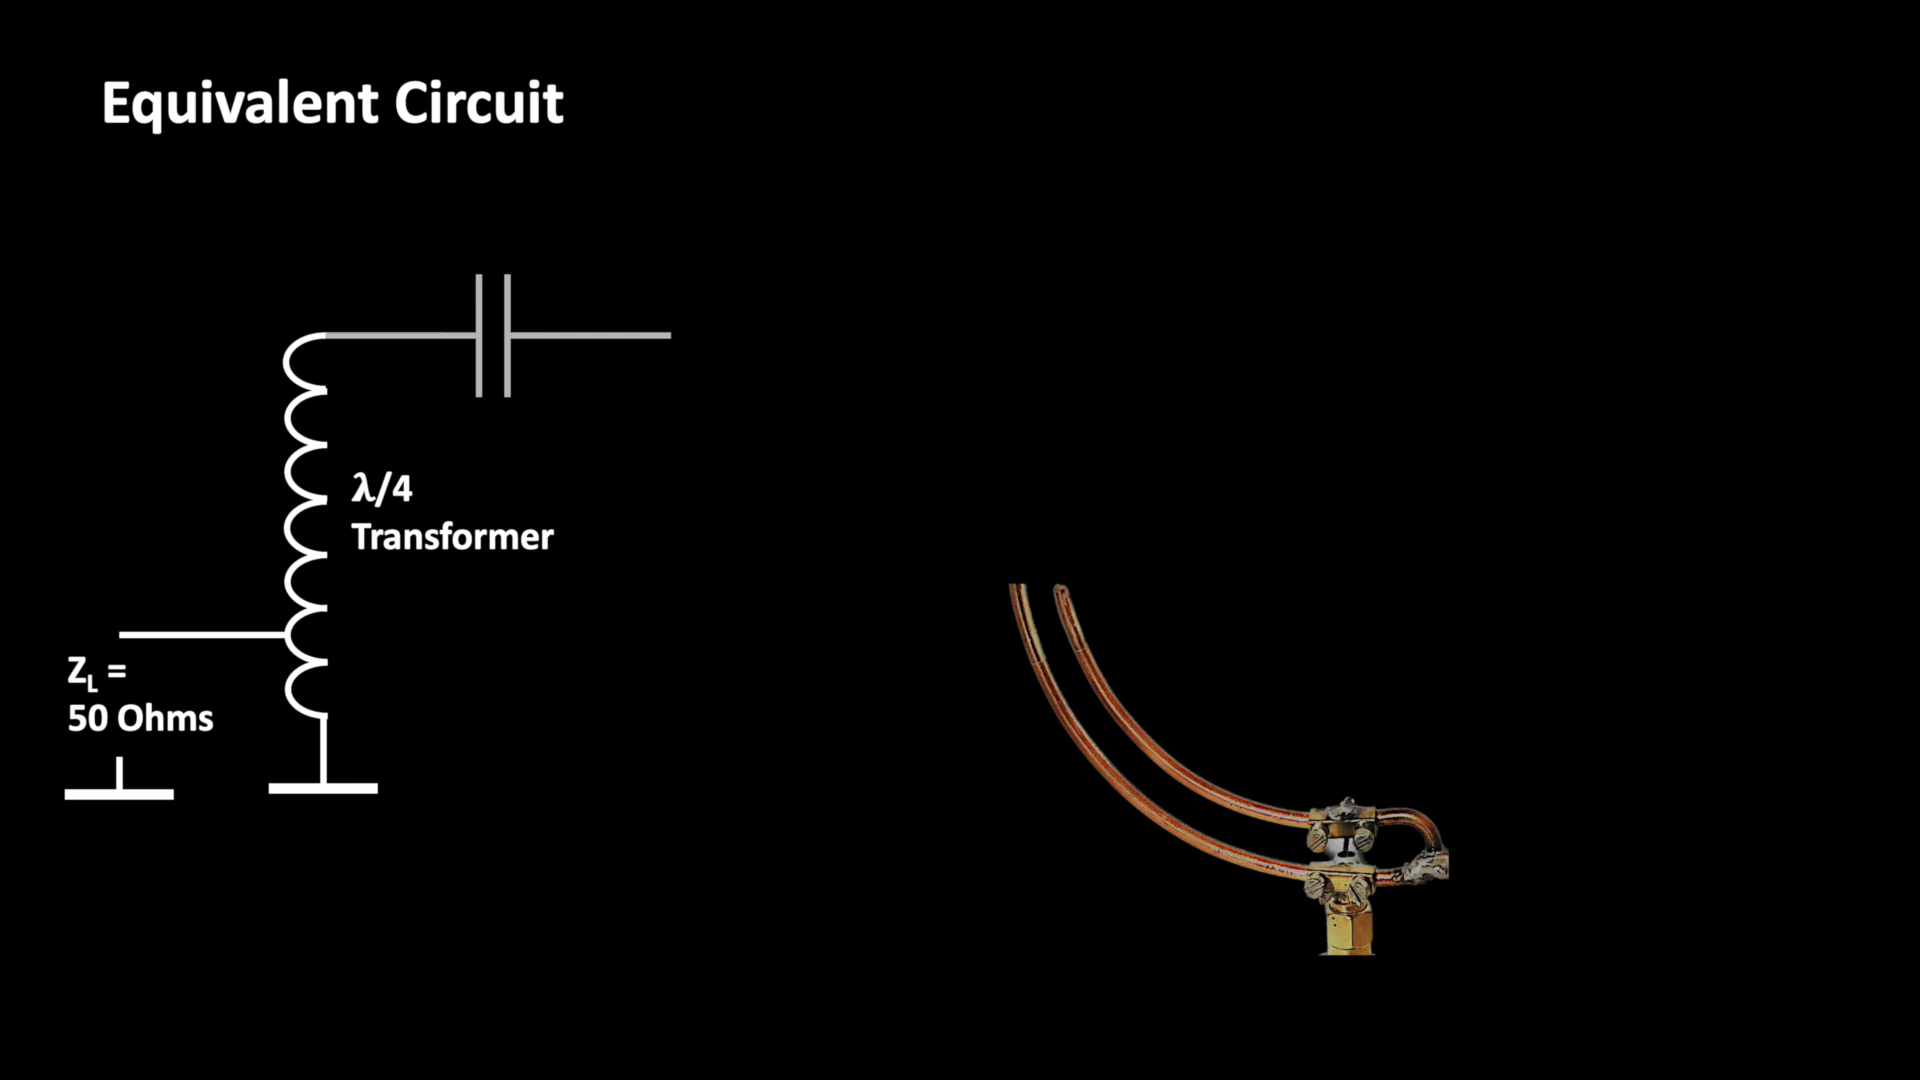 Equivalent Circuit
λ/4
Transformer
Z_L =
50 Ohms